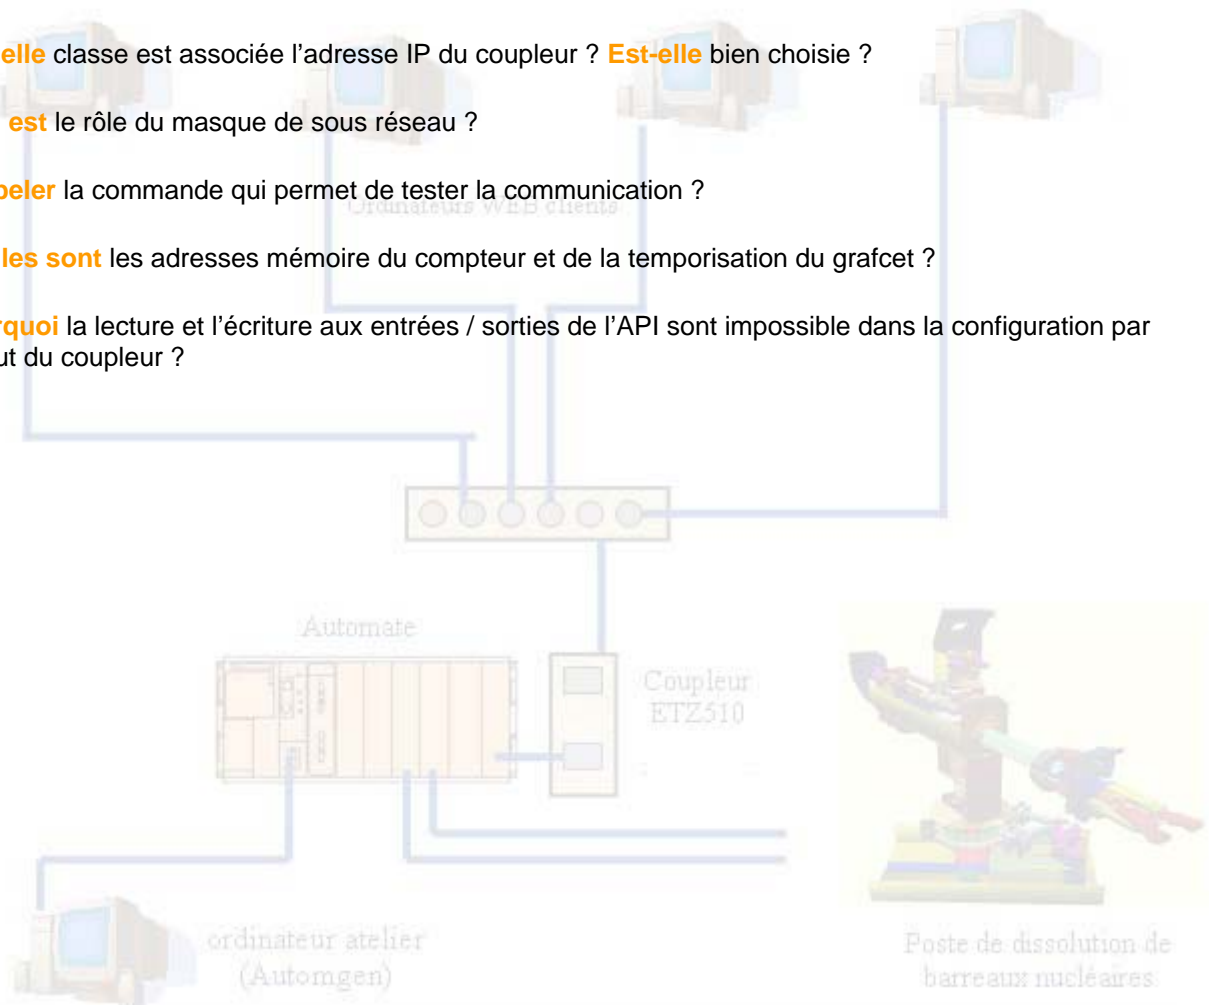 elle classe est associée l’adresse IP du coupleur ? Est-elle bien choisie ?
est le rôle du masque de sous réseau ?
peler la commande qui permet de tester la communication ?
Ordinateurs WEB clients
les sont les adresses mémoire du compteur et de la temporisation du grafcet ?
rquoi la lecture et l’écriture aux entrées / sorties de l’API sont impossible dans la configuration par
ut du coupleur ?
Automate
Coupleur
ETZ510
ordinateur atelier
(Automgen)
Poste de dissolution de
barreaux nucléaires